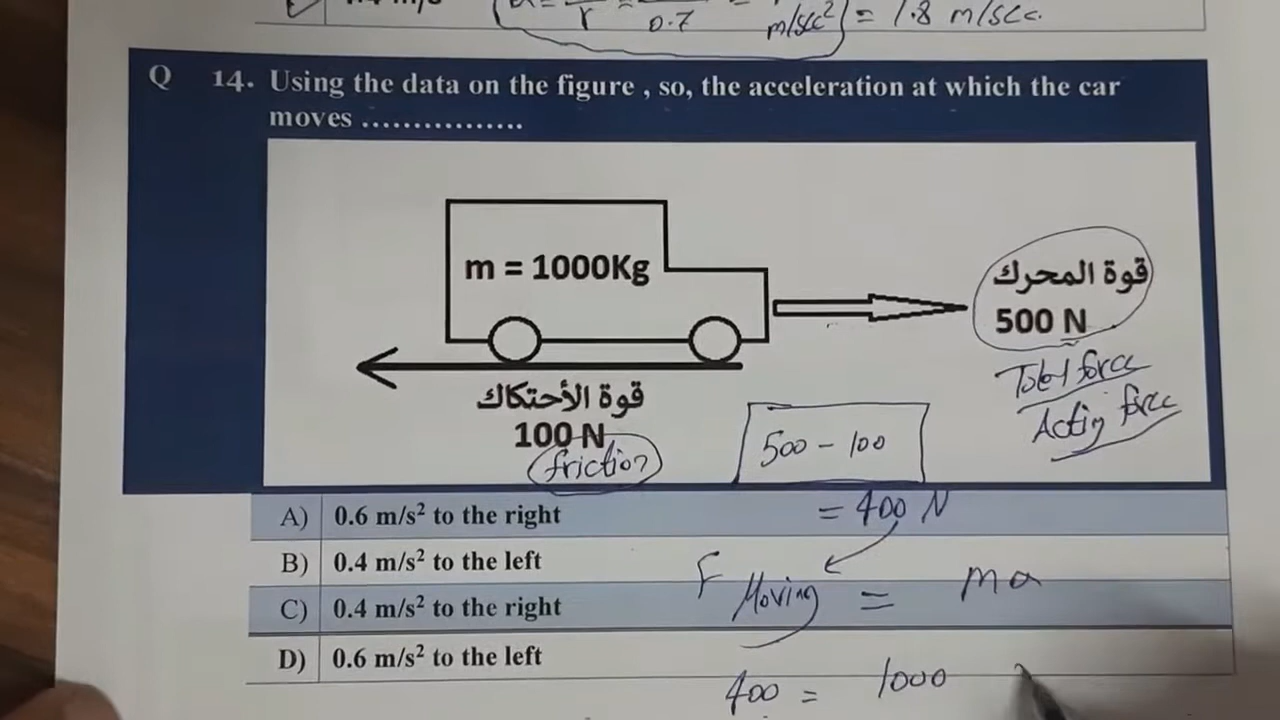 r 0.7 m/sec² = 1.8 m/sec.
Q 14. Using the data on the figure , so, the acceleration at which the car
moves ................
m = 1000Kg
قوة المحرك
500 N
Total force
Acting force
قوة الأحتكاك
100 N
friction
500 - 100
= 400 N
A) 0.6 m/s² to the right
B) 0.4 m/s² to the left
F Moving = ma
C) 0.4 m/s² to the right
D) 0.6 m/s² to the left
400 = 1000